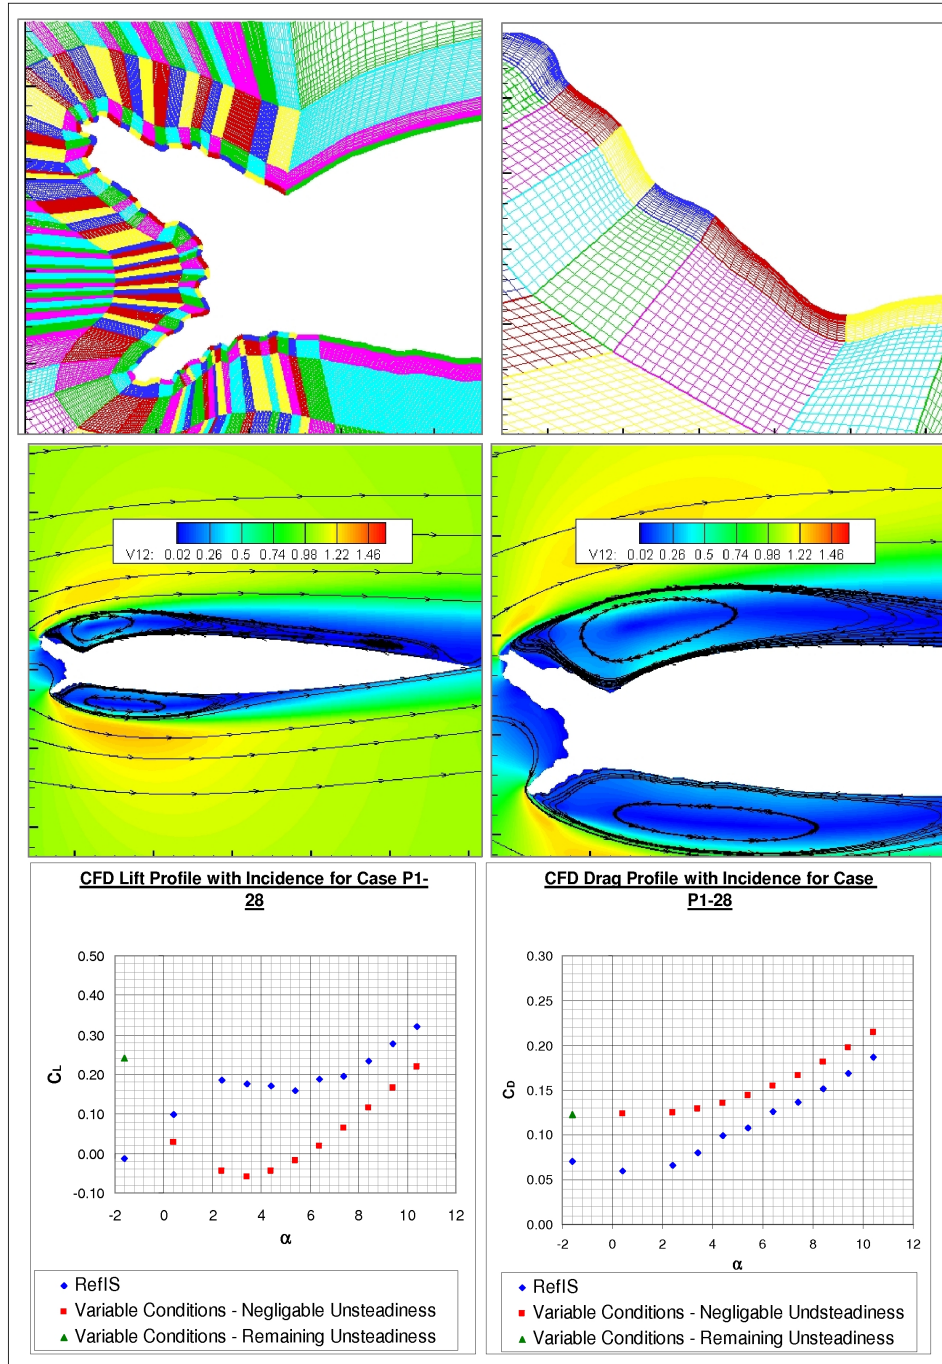 V12: 0.02 0.26 0.5 0.74 0.98 1.22 1.46
V12: 0.02 0.26 0.5 0.74 0.98 1.22 1.46
CFD Lift Profile with Incidence for Case P1-
28
0.50
0.40
0.30
0.20
0.10
0.00
-0.10
CL
-2 0 2 4 6 8 10 12
α
RefIS
Variable Conditions - Negligable Unsteadiness
Variable Conditions - Remaining Unsteadiness
CFD Drag Profile with Incidence for Case
P1-28
0.30
0.25
0.20
0.15
0.10
0.05
0.00
CD
-2 0 2 4 6 8 10 12
α
RefIS
Variable Conditions - Negligable Undsteadiness
Variable Conditions - Remaining Unsteadiness